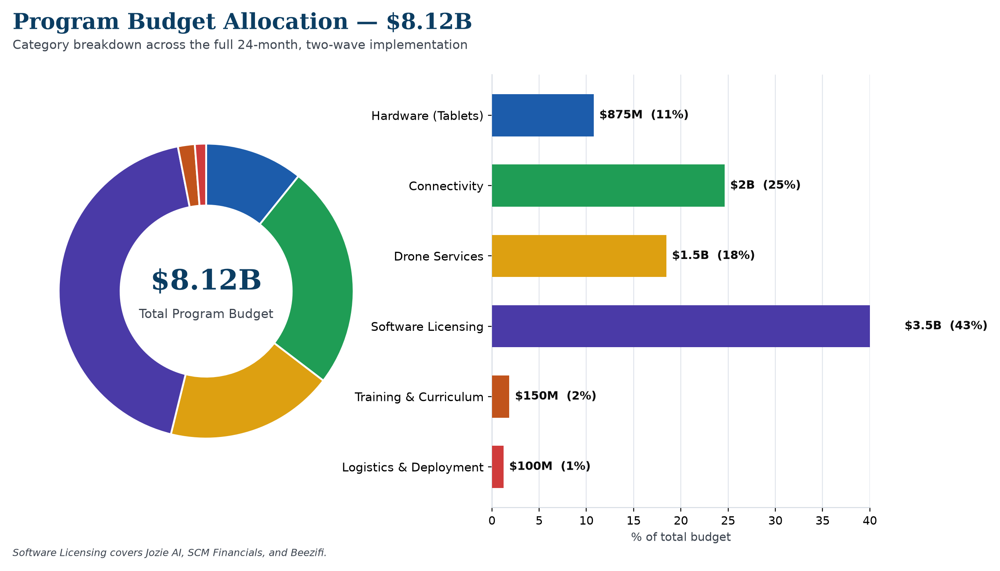 Program Budget Allocation — $8.12B
Category breakdown across the full 24-month, two-wave implementation
$8.12B
Total Program Budget
Hardware (Tablets)
$875M (11%)
Connectivity
$2B (25%)
Drone Services
$1.5B (18%)
Software Licensing
$3.5B (43%)
Training & Curriculum
$150M (2%)
Logistics & Deployment
$100M (1%)
0 5 10 15 20 25 30 35 40
% of total budget
Software Licensing covers Jozie AI, SCM Financials, and Beezifi.